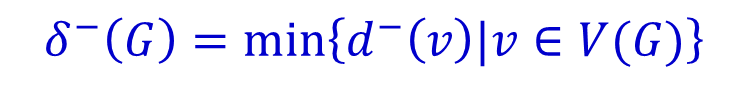 δ⁻(G) = min{d⁻(v)|v ∈ V(G)}